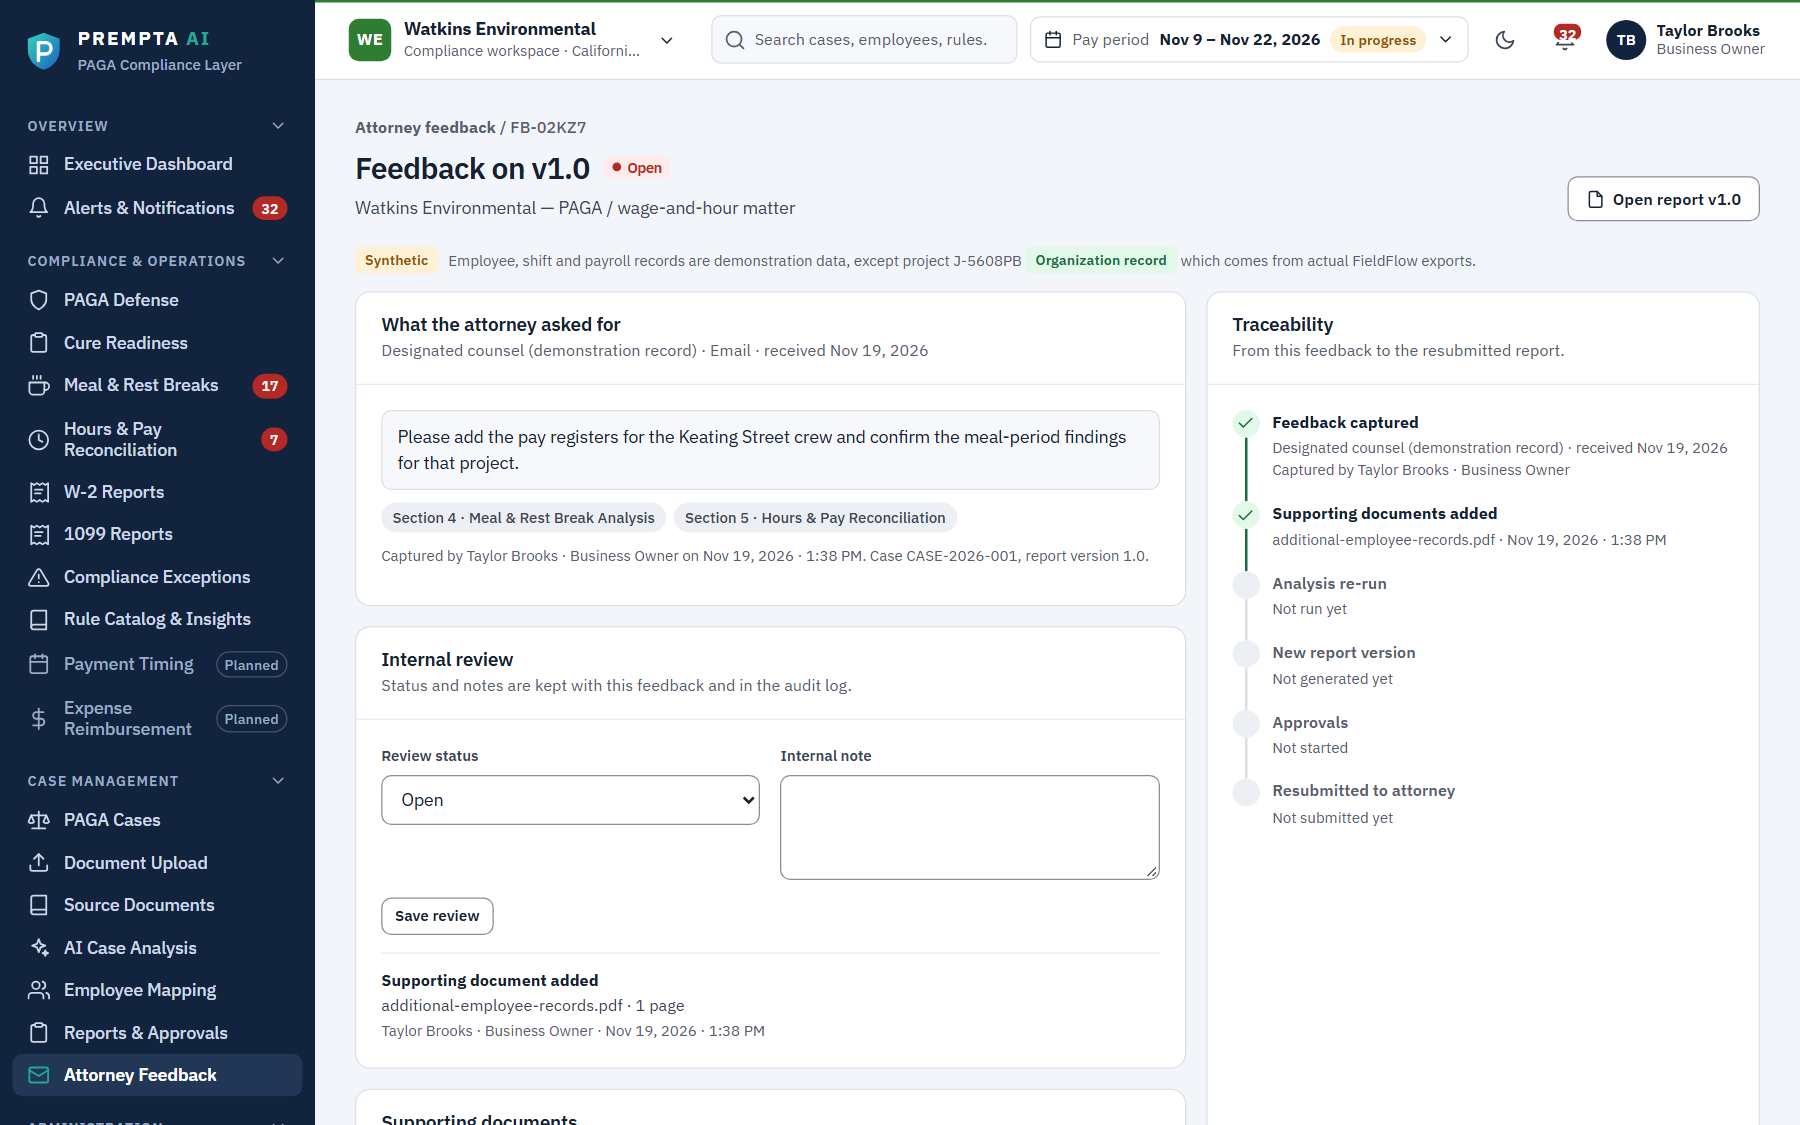 PREMPTA AI
PAGA Compliance Layer
OVERVIEW
Executive Dashboard
Alerts & Notifications 32
COMPLIANCE & OPERATIONS
PAGA Defense
Cure Readiness
Meal & Rest Breaks 17
Hours & Pay
Reconciliation 7
W-2 Reports
1099 Reports
Compliance Exceptions
Rule Catalog & Insights
Payment Timing Planned
Expense
Reimbursement Planned
CASE MANAGEMENT
PAGA Cases
Document Upload
Source Documents
AI Case Analysis
Employee Mapping
Reports & Approvals
Attorney Feedback
ADMINISTRATION
WE
Watkins Environmental
Compliance workspace · Californi...
Search cases, employees, rules.
Pay period Nov 9 – Nov 22, 2026 In progress
32
TB
Taylor Brooks
Business Owner
Attorney feedback / FB-02KZ7
Feedback on v1.0 Open
Watkins Environmental — PAGA / wage-and-hour matter
Open report v1.0
Synthetic Employee, shift and payroll records are demonstration data, except project J-5608PB Organization record which comes from actual FieldFlow exports.
What the attorney asked for
Designated counsel (demonstration record) · Email · received Nov 19, 2026
Please add the pay registers for the Keating Street crew and confirm the meal-period findings
for that project.
Section 4 · Meal & Rest Break Analysis Section 5 · Hours & Pay Reconciliation
Captured by Taylor Brooks · Business Owner on Nov 19, 2026 · 1:38 PM. Case CASE-2026-001, report version 1.0.
Internal review
Status and notes are kept with this feedback and in the audit log.
Review status
Open
Internal note
Save review
Supporting document added
additional-employee-records.pdf · 1 page
Taylor Brooks · Business Owner · Nov 19, 2026 · 1:38 PM
Supporting documents
Traceability
From this feedback to the resubmitted report.
Feedback captured
Designated counsel (demonstration record) · received Nov 19, 2026
Captured by Taylor Brooks · Business Owner
Supporting documents added
additional-employee-records.pdf · Nov 19, 2026 · 1:38 PM
Analysis re-run
Not run yet
New report version
Not generated yet
Approvals
Not started
Resubmitted to attorney
Not submitted yet